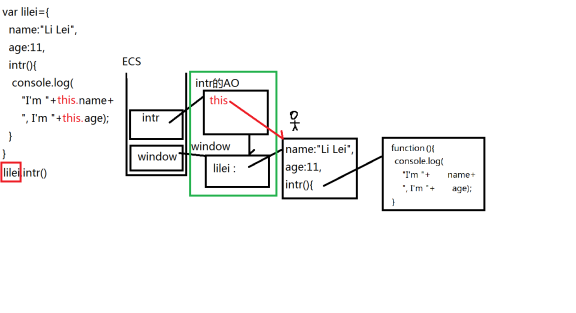 var lilei={
name:"Li Lei",
age:11,
intr(){
console.log(
"I'm "+this.name+
", I'm "+this.age);
}
}
lilei intr()
ECS
intr
window
intr的AO
this
window
lilei :
name:"Li Lei",
age:11,
intr(){
function (){
console.log(
"I'm "+ name+
", I'm "+ age);
}